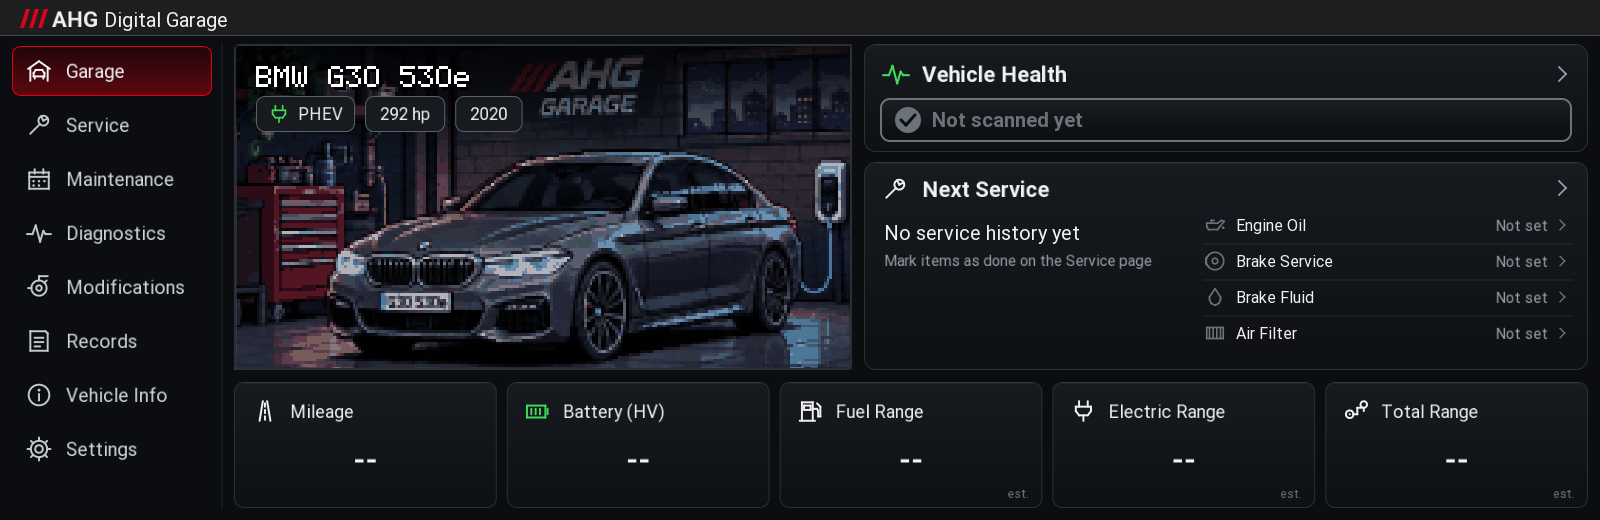 AHG Digital Garage
Garage
Service
Maintenance
Diagnostics
Modifications
Records
Vehicle Info
Settings
BMW G30 530e
PHEV
292 hp
2020
AHG
GARAGE
Vehicle Health
Not scanned yet
Next Service
No service history yet
Mark items as done on the Service page
Engine Oil Not set
Brake Service Not set
Brake Fluid Not set
Air Filter Not set
Mileage
--
Battery (HV)
--
Fuel Range
--
est.
Electric Range
--
est.
Total Range
--
est.